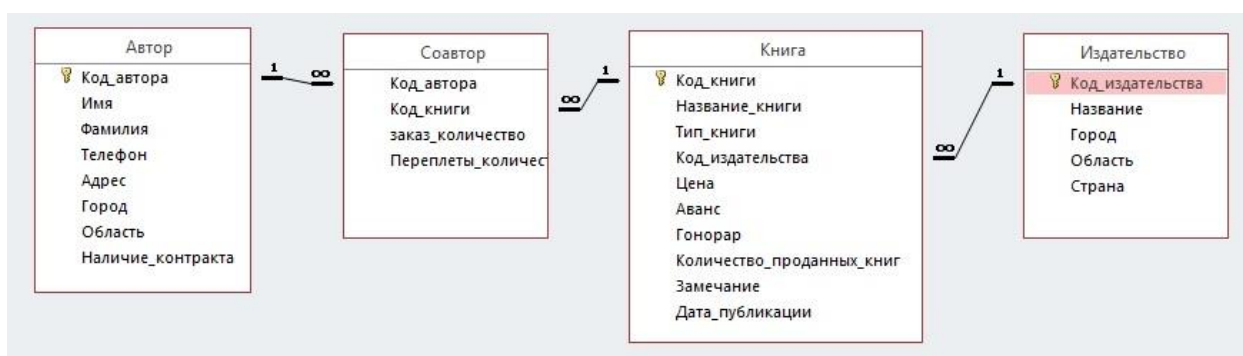 Автор
Код_автора
Имя
Фамилия
Телефон
Адрес
Город
Область
Наличие_контракта
1
∞
Соавтор
Код_автора
Код_книги
заказ_количество
Переплеты_количест
∞
1
Книга
Код_книги
Название_книги
Тип_книги
Код_издательства
Цена
Аванс
Гонорар
Количество_проданных_книг
Замечание
Дата_публикации
∞
1
Издательство
Код_издательства
Название
Город
Область
Страна